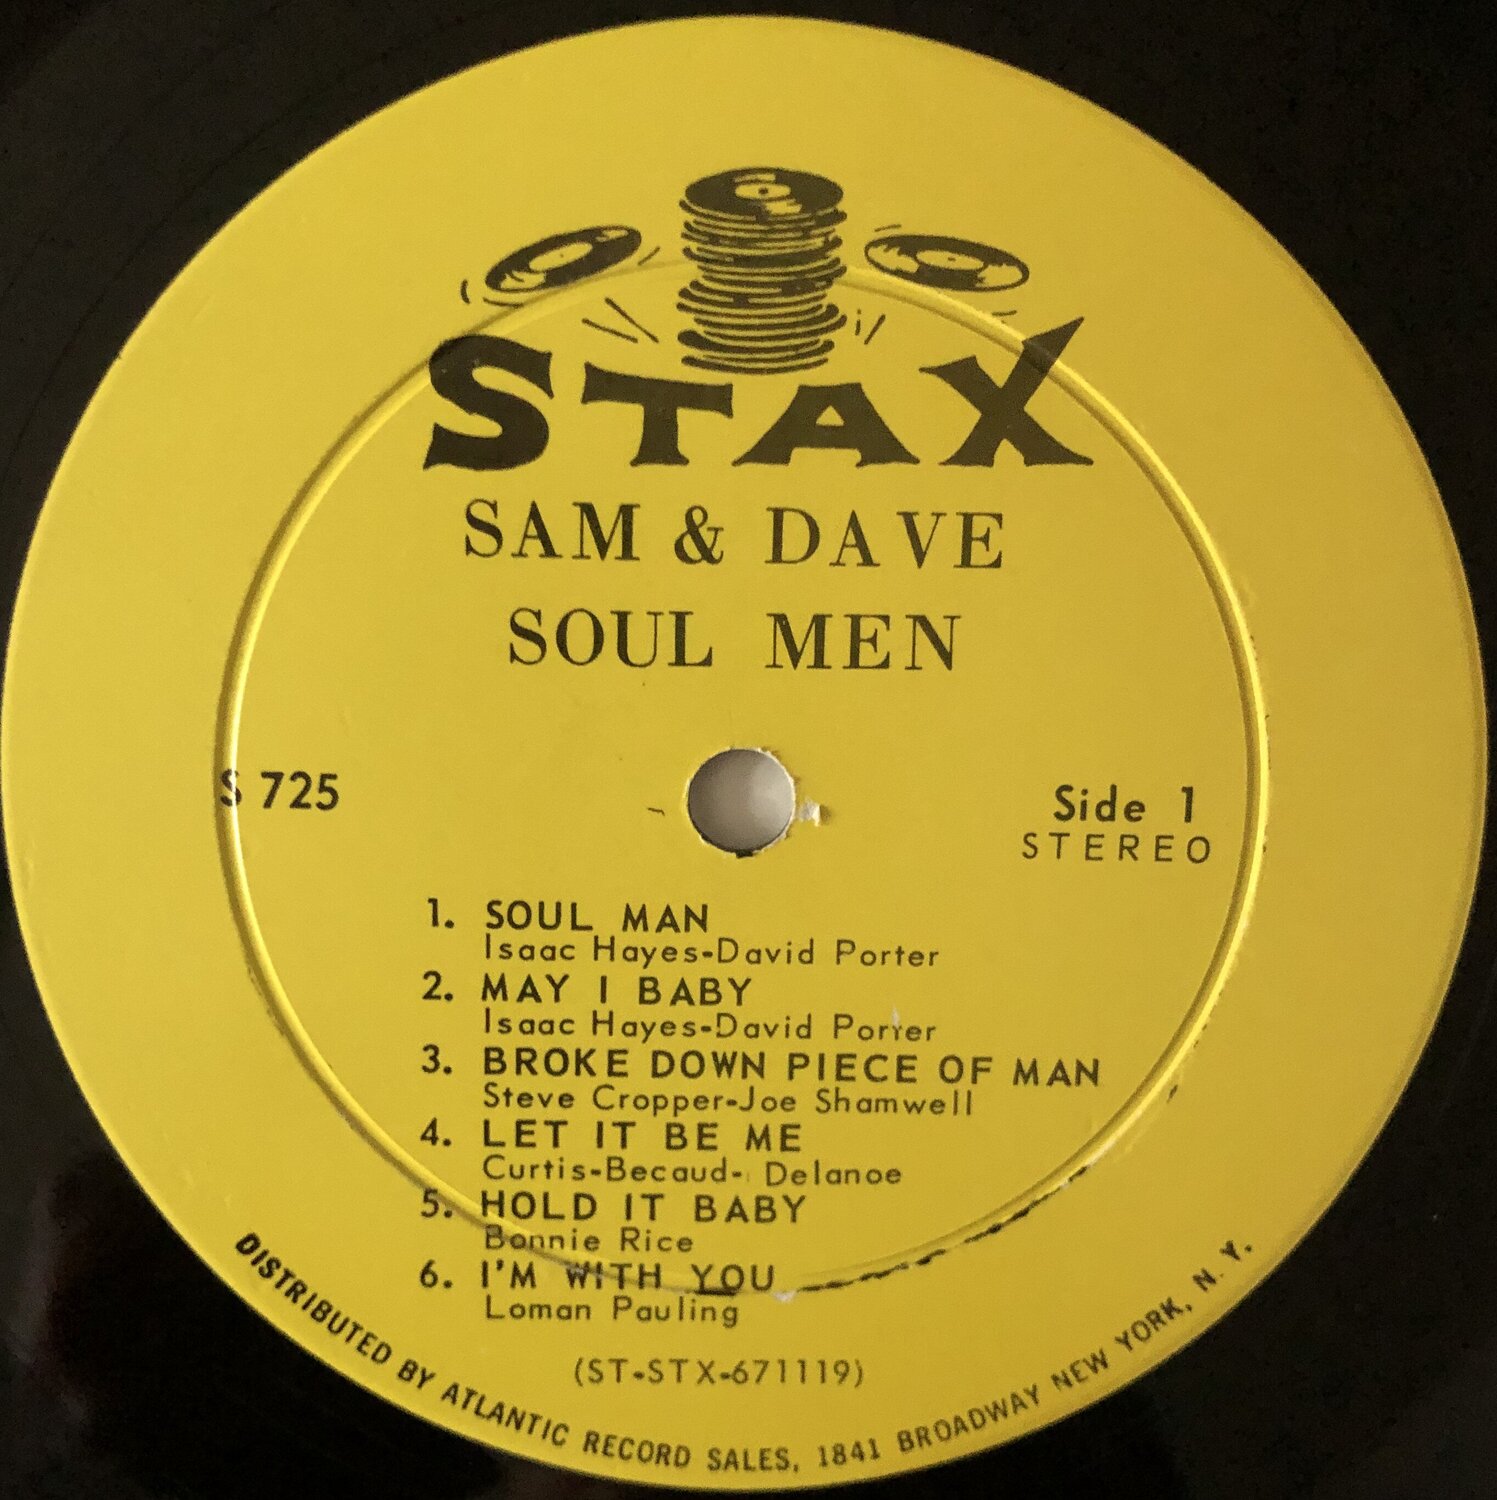 STAX
SAM & DAVE
SOUL MEN
S 725
Side 1
STEREO
1. SOUL MAN
Isaac Hayes-David Porter
2. MAY I BABY
Isaac Hayes-David Porter
3. BROKE DOWN PIECE OF MAN
Steve Cropper-Joe Shamwell
4. LET IT BE ME
Curtis-Becaud- Delanoe
5. HOLD IT BABY
Bonnie Rice
6. I'M WITH YOU
Loman Pauling
(ST-STX-671119)
DISTRIBUTED BY ATLANTIC RECORD SALES, 1841 BROADWAY NEW YORK, N. Y.